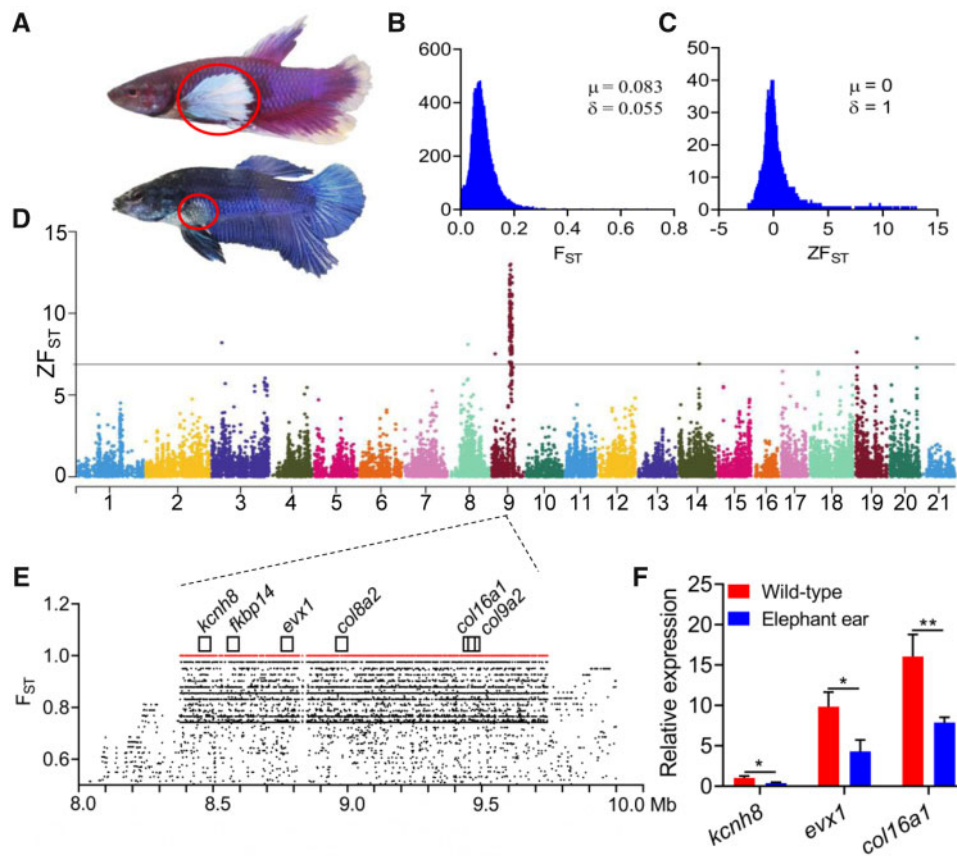 A
B
600
400
200
0
0.0 0.2 0.4 0.6 0.8
FST
μ = 0.083
δ = 0.055
C
50
40
30
20
10
0
-5 0 5 10 15
ZFST
μ = 0
δ = 1
D
15
10
5
0
ZFST
1 2 3 4 5 6 7 8 9 10 11 12 13 14 15 16 17 18 19 20 21
E
kcnh8 fkbp14 evx1 col8a2 col16a1 col9a2
1.2
1.0
0.8
0.6
FST
8.0 8.5 9.0 9.5 10.0 Mb
F
25
20
15
10
5
0
Relative expression
Wild-type
Elephant ear
*
*
**
kcnh8
evx1
col16a1